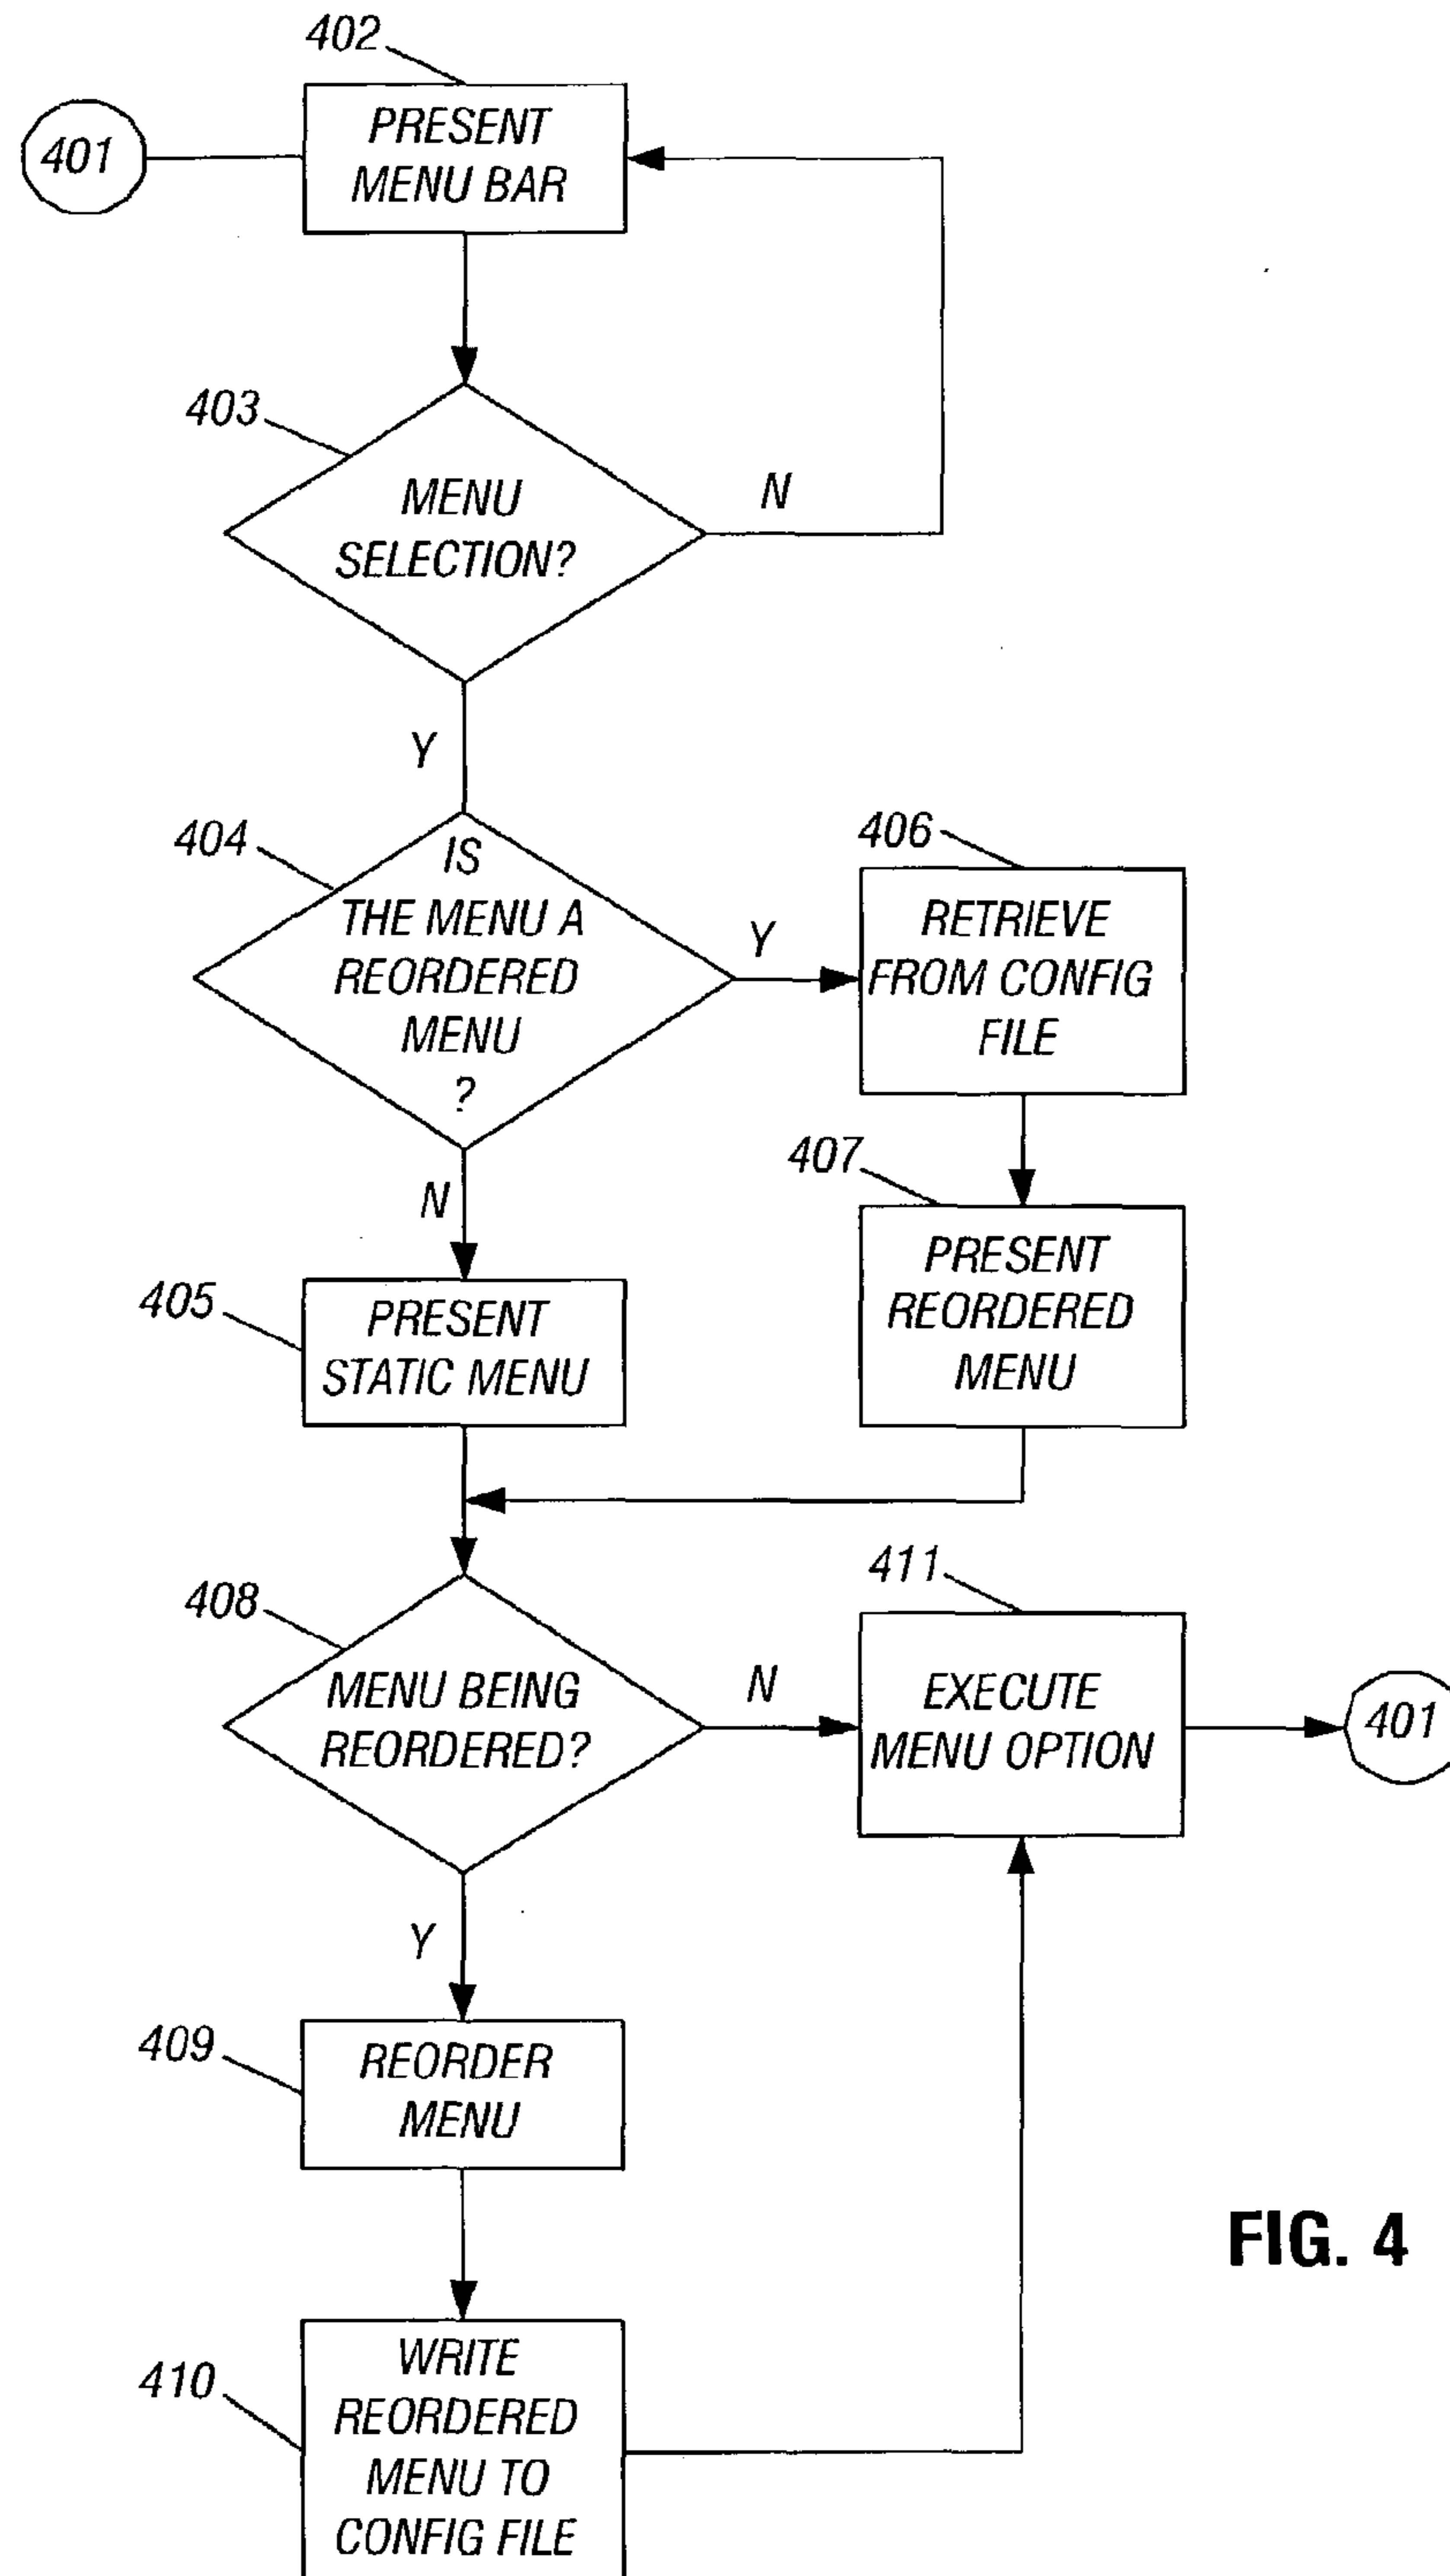 402
401
PRESENT
MENU BAR
403
MENU
SELECTION?
N
Y
404
IS
THE MENU A
REORDERED
MENU
?
Y
406
RETRIEVE
FROM CONFIG
FILE
N
407
PRESENT
REORDERED
MENU
405
PRESENT
STATIC MENU
408
MENU BEING
REORDERED?
N
411
EXECUTE
MENU OPTION
401
Y
409
REORDER
MENU
410
WRITE
REORDERED
MENU TO
CONFIG FILE
FIG. 4